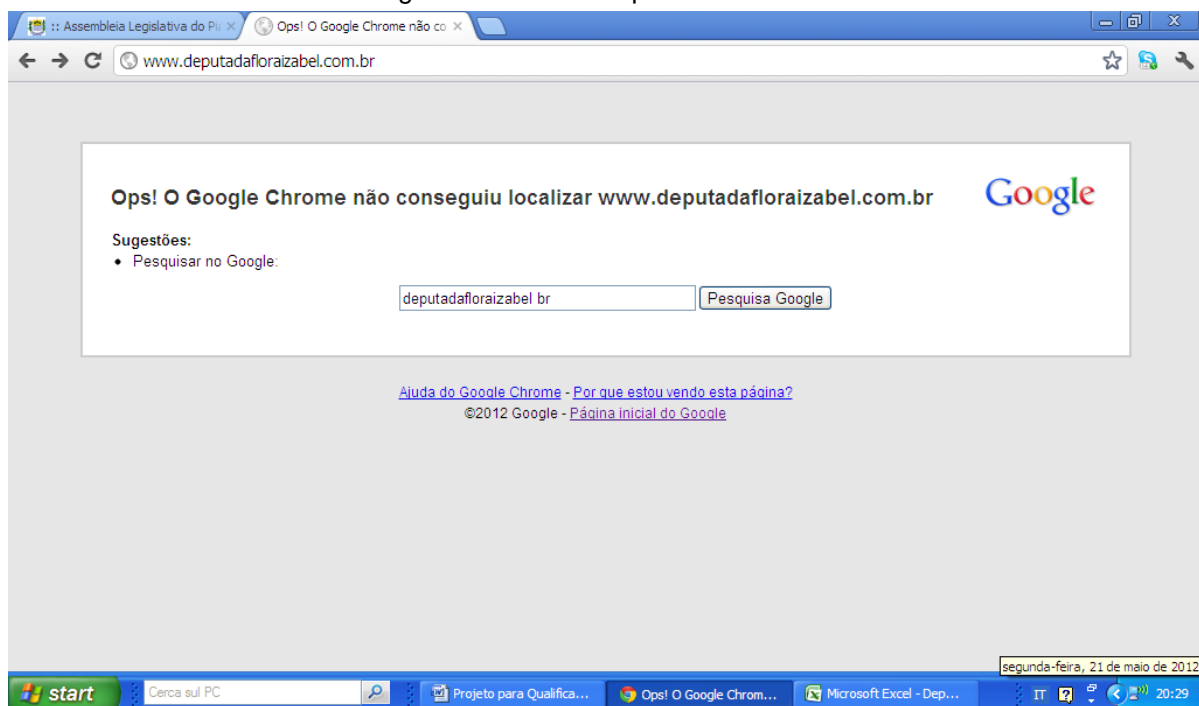 :: Assembleia Legislativa do Pi
Ops! O Google Chrome não co
www.deputadafloraizabel.com.br
Ops! O Google Chrome não conseguiu localizar www.deputadafloraizabel.com.br
Google
Sugestões:
• Pesquisar no Google:
deputadafloraizabel br
Pesquisa Google
Ajuda do Google Chrome - Por que estou vendo esta página?
©2012 Google - Página inicial do Google
segunda-feira, 21 de maio de 2012
start
Cerca sul PC
Projeto para Qualifica...
Ops! O Google Chrom...
Microsoft Excel - Dep...
IT
20:29